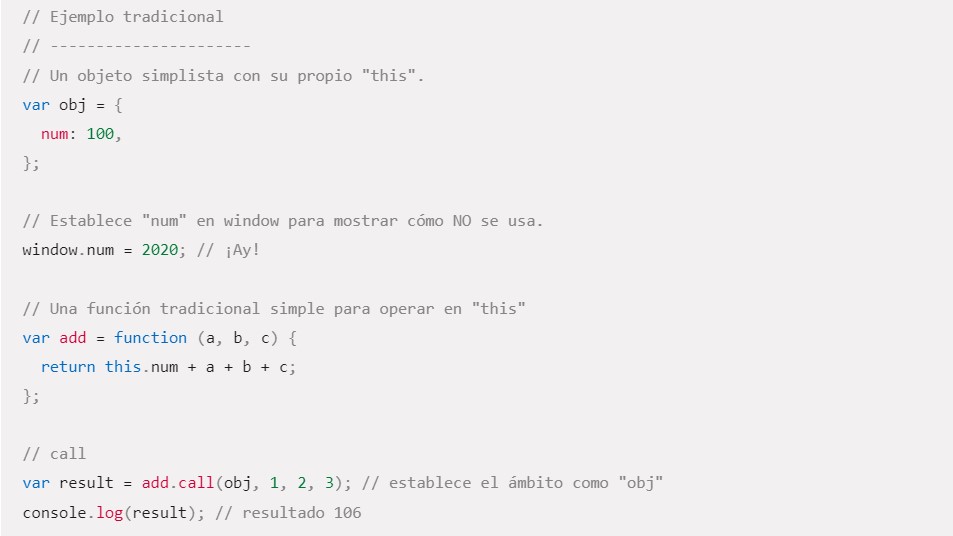 // Ejemplo tradicional
// ----------------------
// Un objeto simplista con su propio "this".
var obj = {
  num: 100,
};
// Establece "num" en window para mostrar cómo NO se usa.
window.num = 2020; // ¡Ay!
// Una función tradicional simple para operar en "this"
var add = function (a, b, c) {
  return this.num + a + b + c;
};
// call
var result = add.call(obj, 1, 2, 3); // establece el ámbito como "obj"
console.log(result); // resultado 106